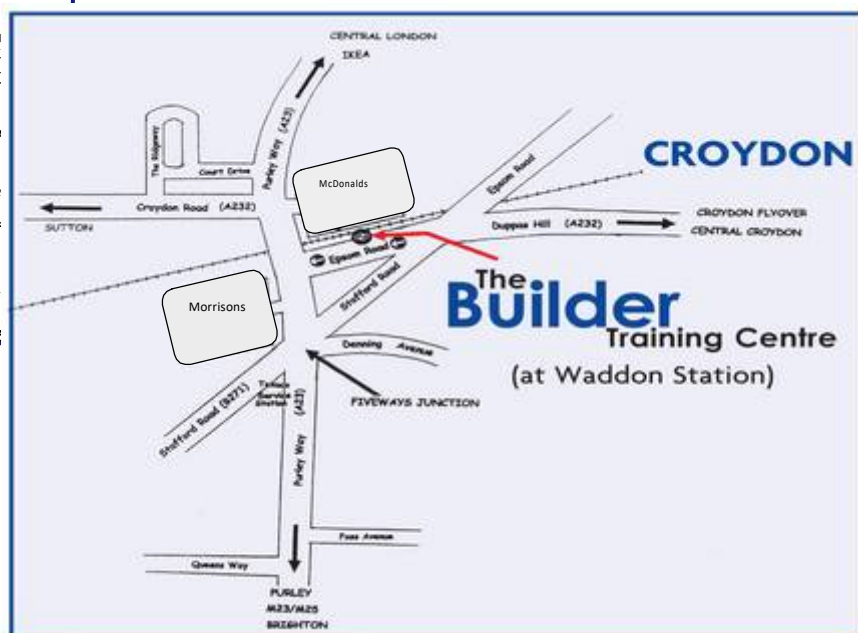 CENTRAL LONDON
IKEA
Purley Way (A23)
The Ridgeway
Court Drive
McDonalds
Epsom Road
CROYDON
Croydon Road (A232)
SUTTON
Duppas Hill (A232)
CROYDON FLYOVER
CENTRAL CROYDON
Epsom Road
Stafford Road
The
Builder
Training Centre
(at Waddon Station)
Morrisons
Denning Avenue
FIVEWAYS JUNCTION
Stafford Road (B271)
Service
Station
Purley Way (A23)
Queens Way
PURLEY
M23/M25
BRIGHTON